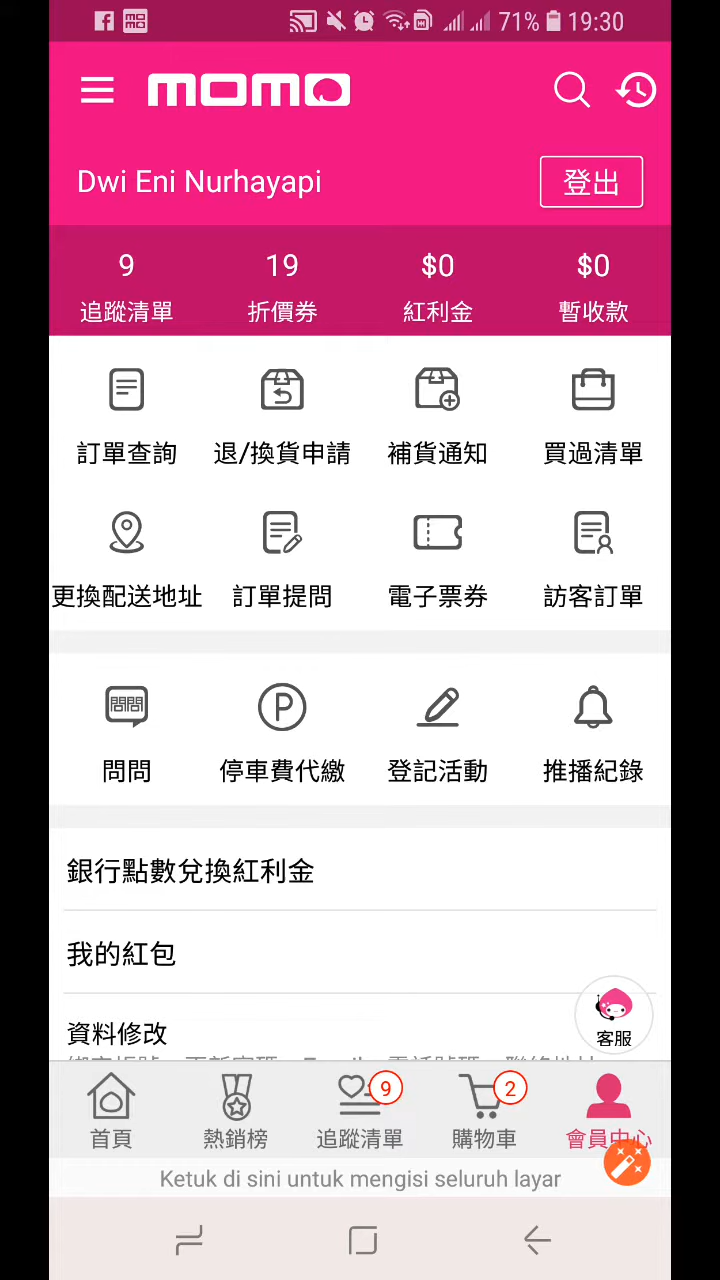 71% 19:30
momo
Dwi Eni Nurhayapi 登出
9 19 $0 $0
追蹤清單 折價券 紅利金 暫收款
訂單查詢 退/換貨申請 補貨通知 買過清單
更換配送地址 訂單提問 電子票券 訪客訂單
問問
P
問問 停車費代繳 登記活動 推播紀錄
銀行點數兌換紅利金
我的紅包
客服
資料修改
9 2
首頁 熱銷榜 追蹤清單 購物車 會員中心
Ketuk di sini untuk mengisi seluruh layar